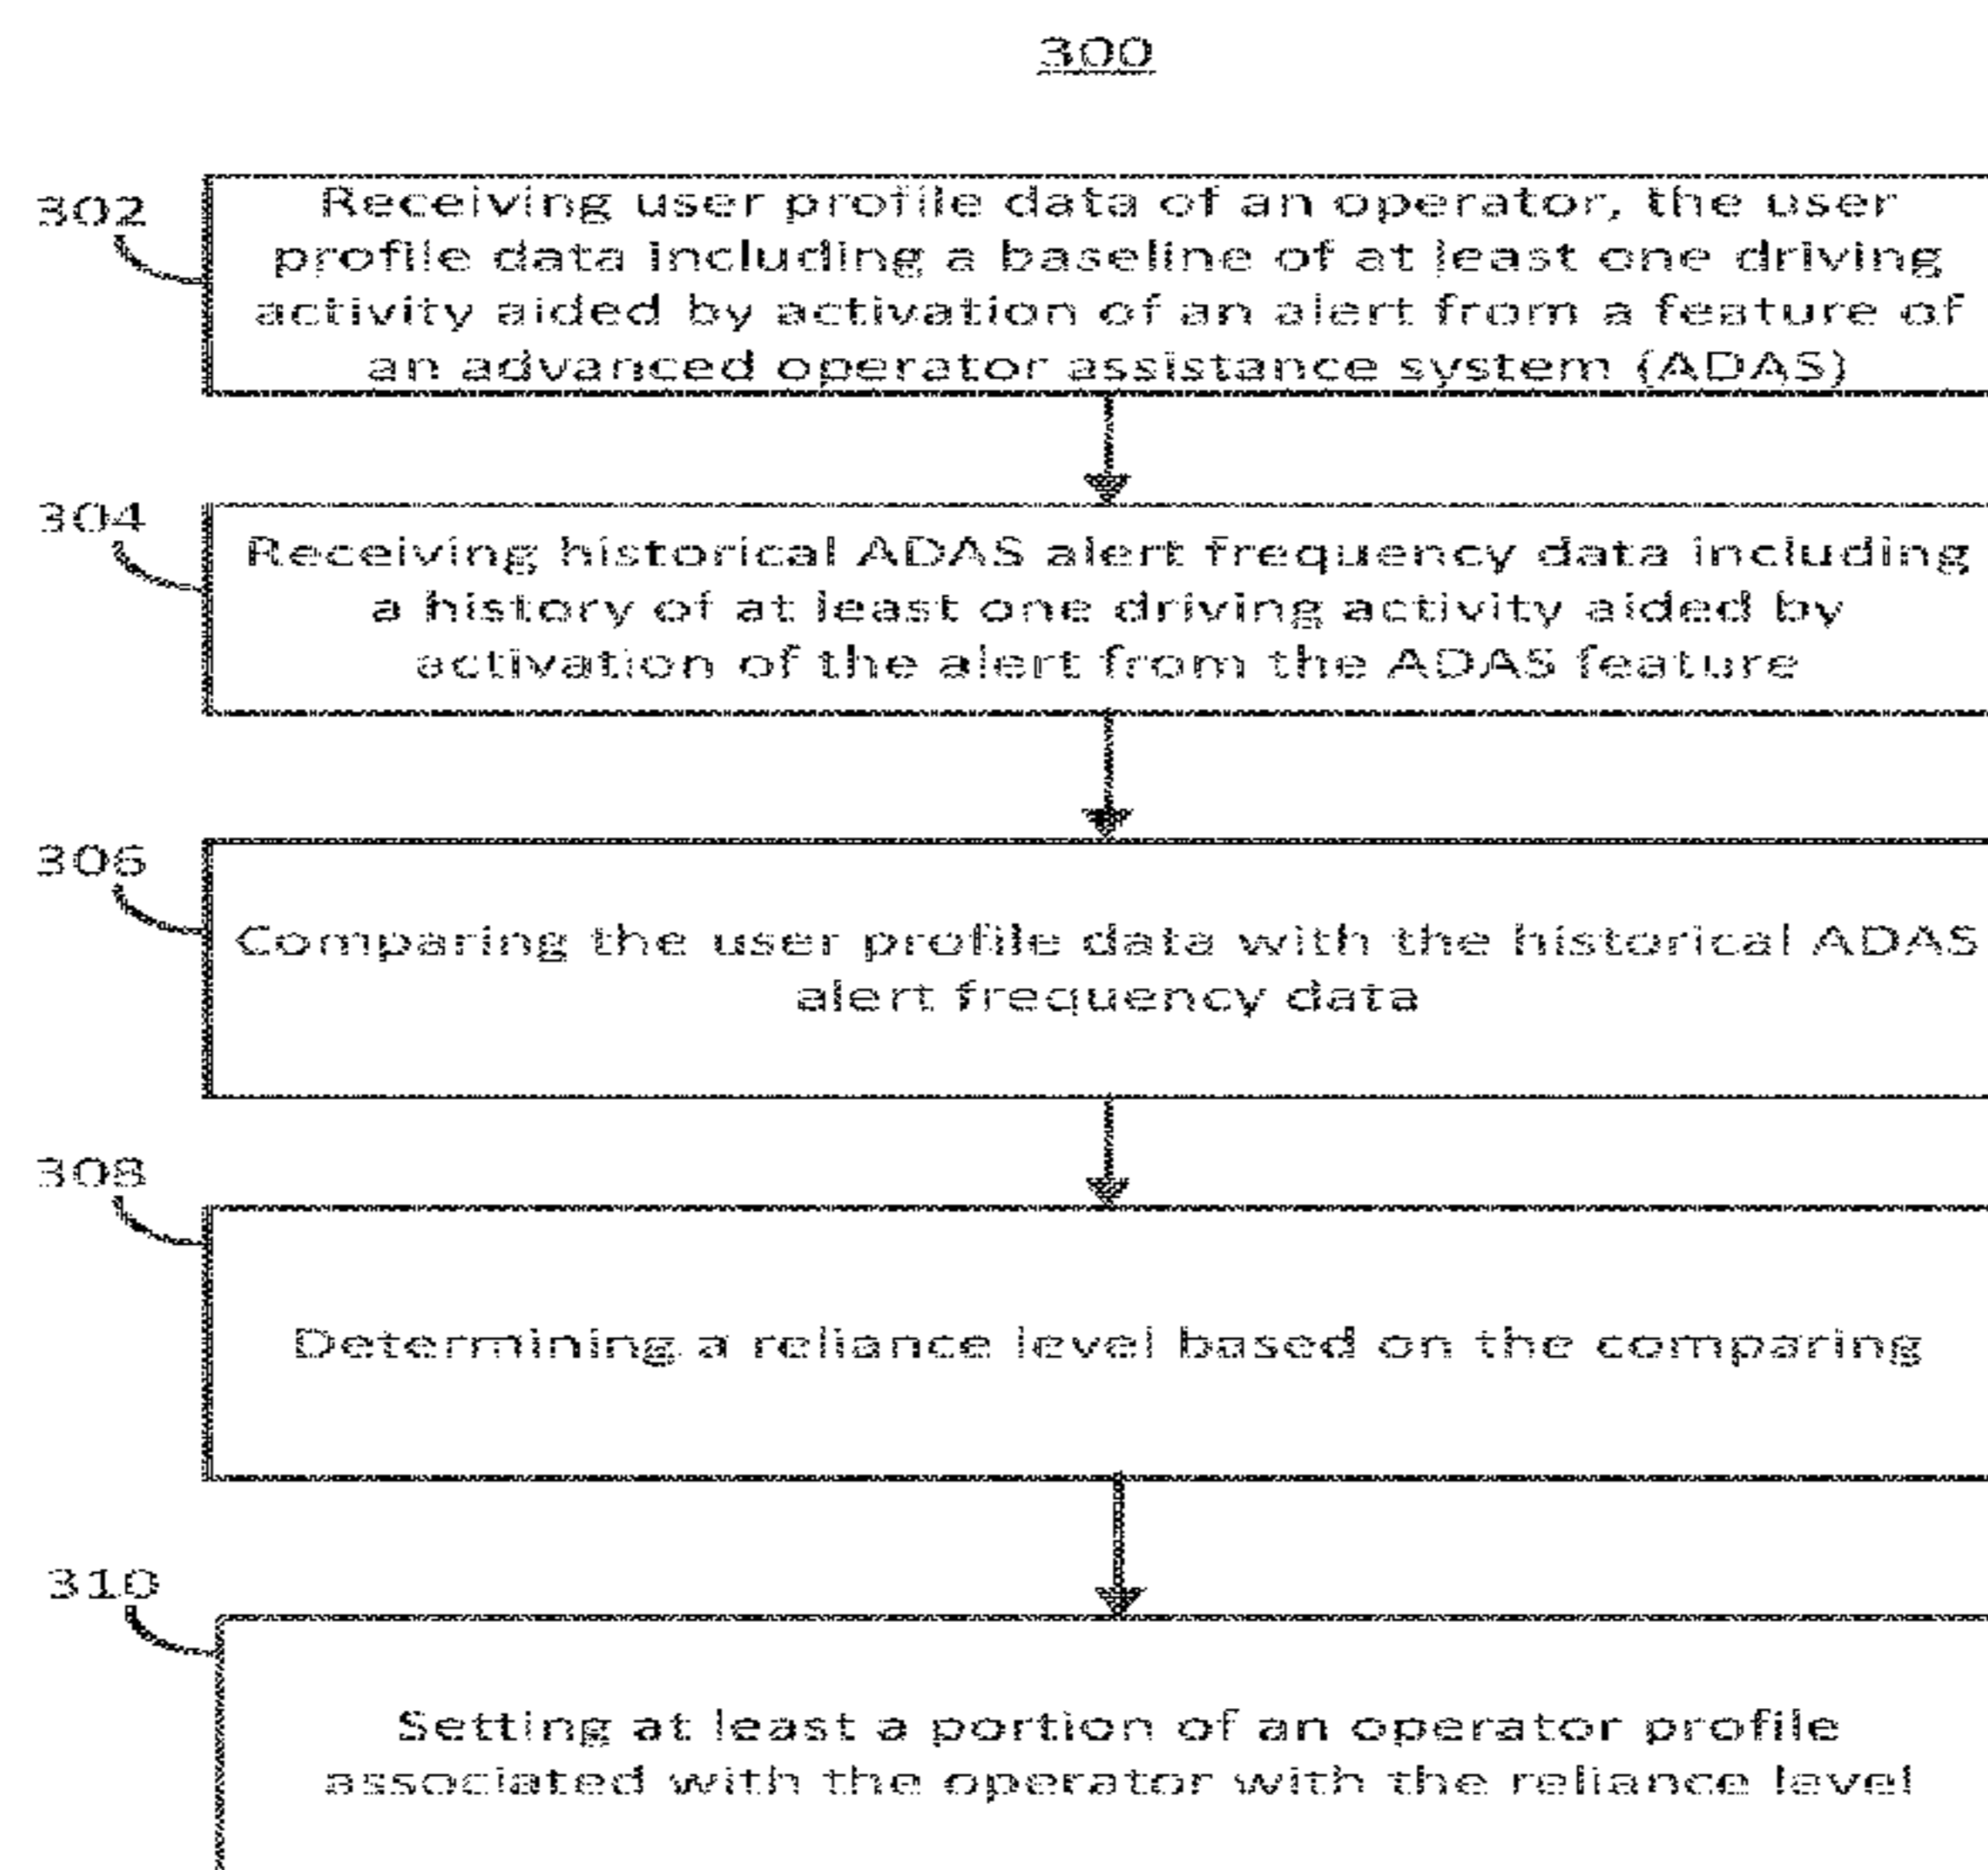 300
302
Receiving user profile data of an operator, the user
profile data including a baseline of at least one driving
activity aided by activation of an alert from a feature of
an advanced operator assistance system (ADAS)
304
Receiving historical ADAS alert frequency data including
a history of at least one driving activity aided by
activation of the alert from the ADAS feature
306
Comparing the user profile data with the historical ADAS
alert frequency data
308
Determining a reliance level based on the comparing
310
Setting at least a portion of an operator profile
associated with the operator with the reliance level